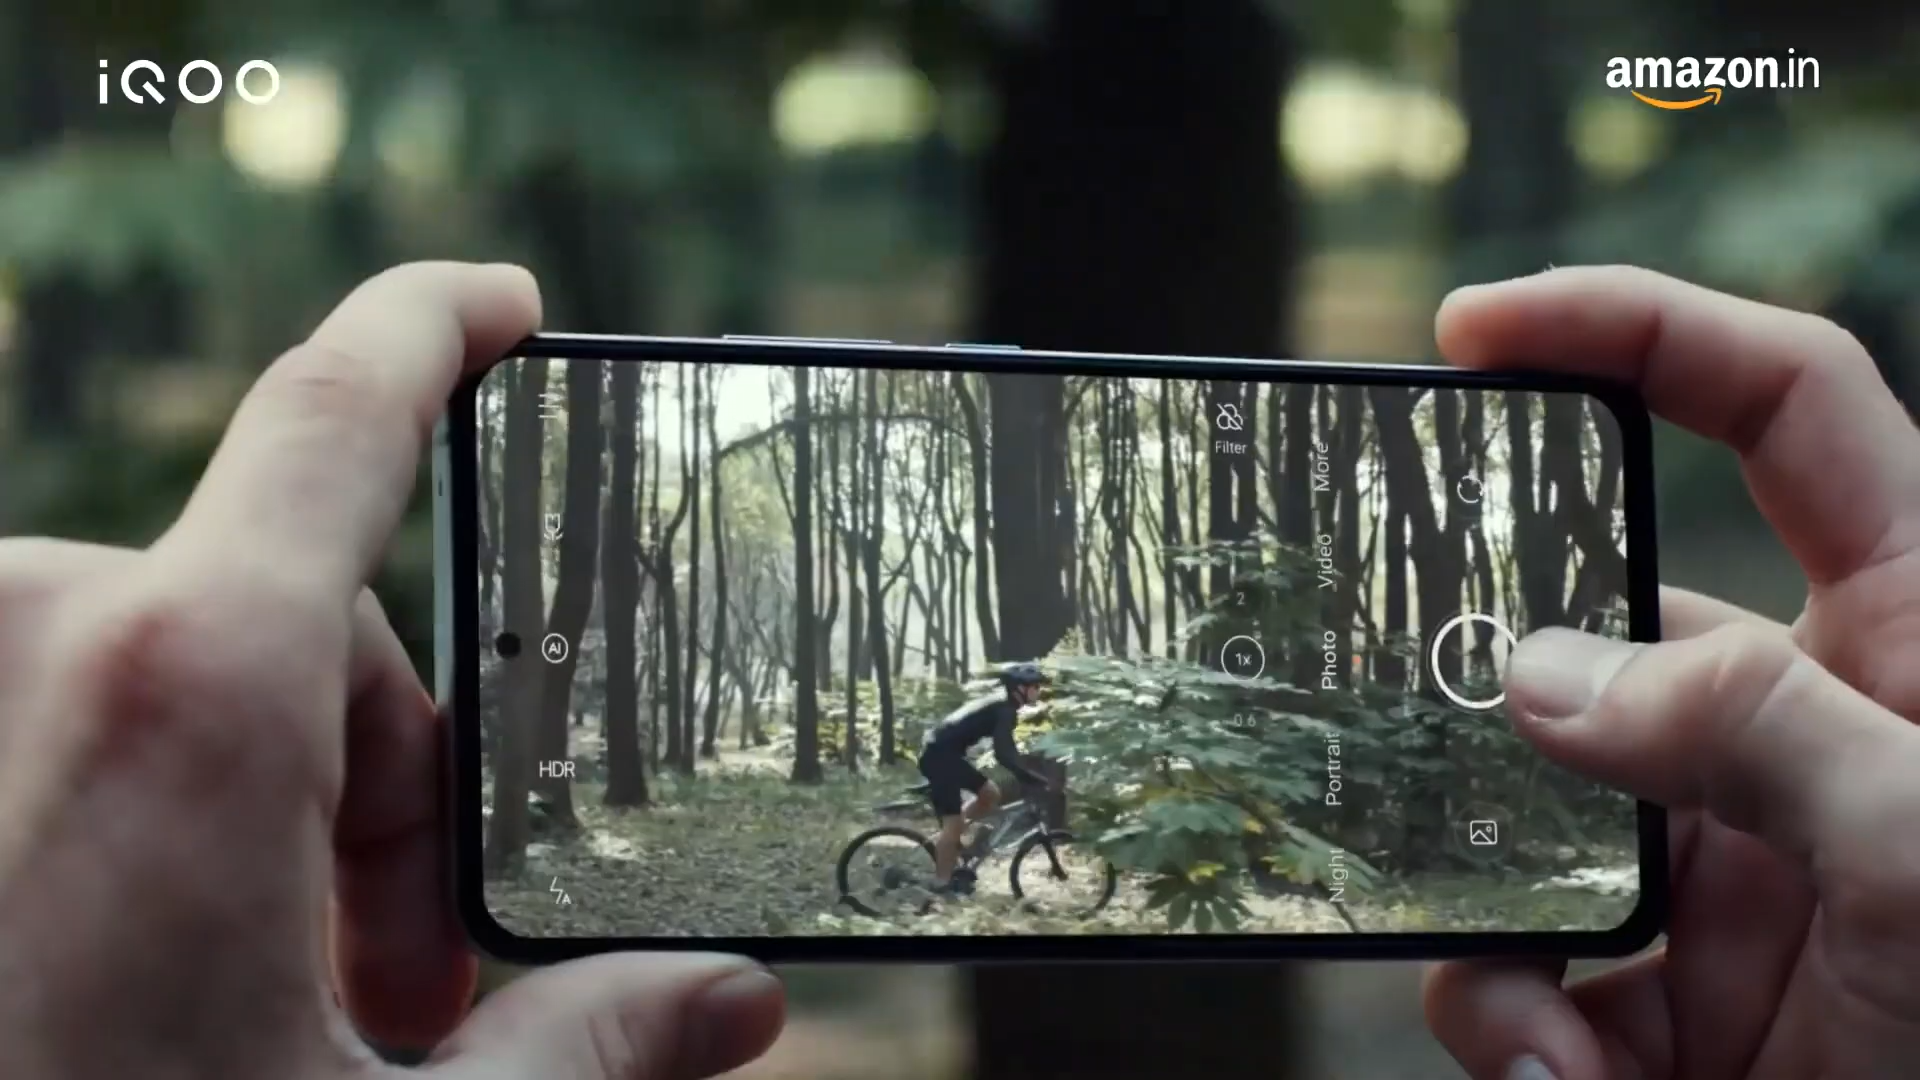 iQOO
amazon.in
Filter
More
Video
2
1x
Photo
0.6
Portrait
Night
AI
HDR
A